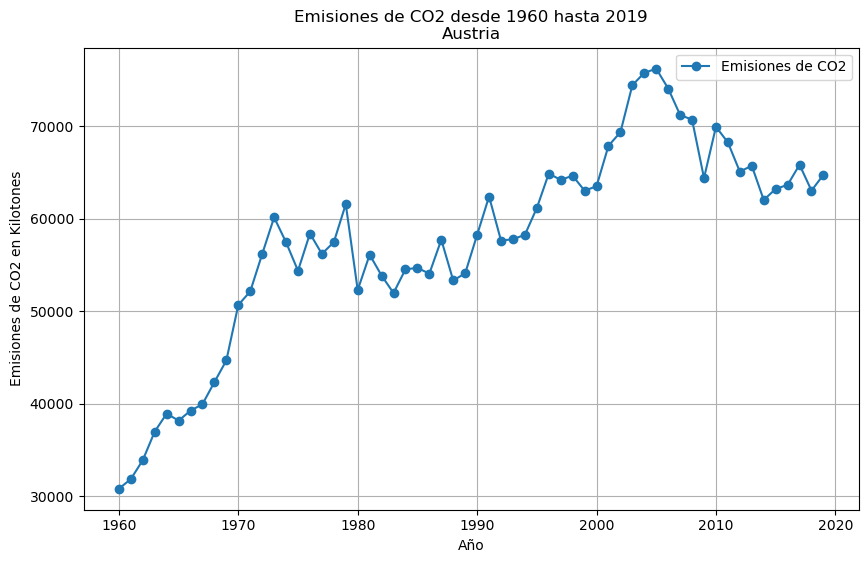 Emisiones de CO2 desde 1960 hasta 2019
Austria
Emisiones de CO2
70000
60000
50000
40000
30000
Emisiones de CO2 en Kilotones
1960 1970 1980 1990 2000 2010 2020
Año